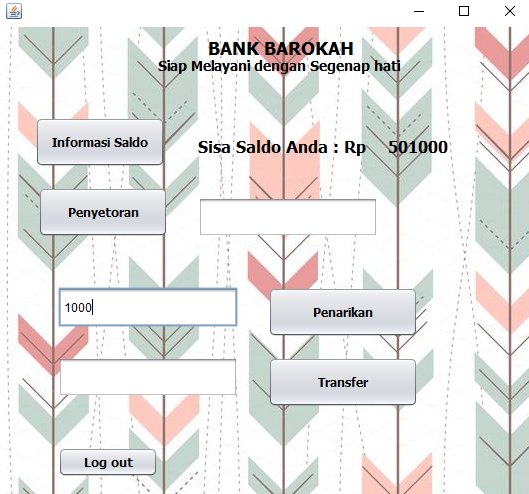 BANK BAROKAH
Siap Melayani dengan Segenap hati
Informasi Saldo
Sisa Saldo Anda : Rp 501000
Penyetoran
1000
Penarikan
Transfer
Log out